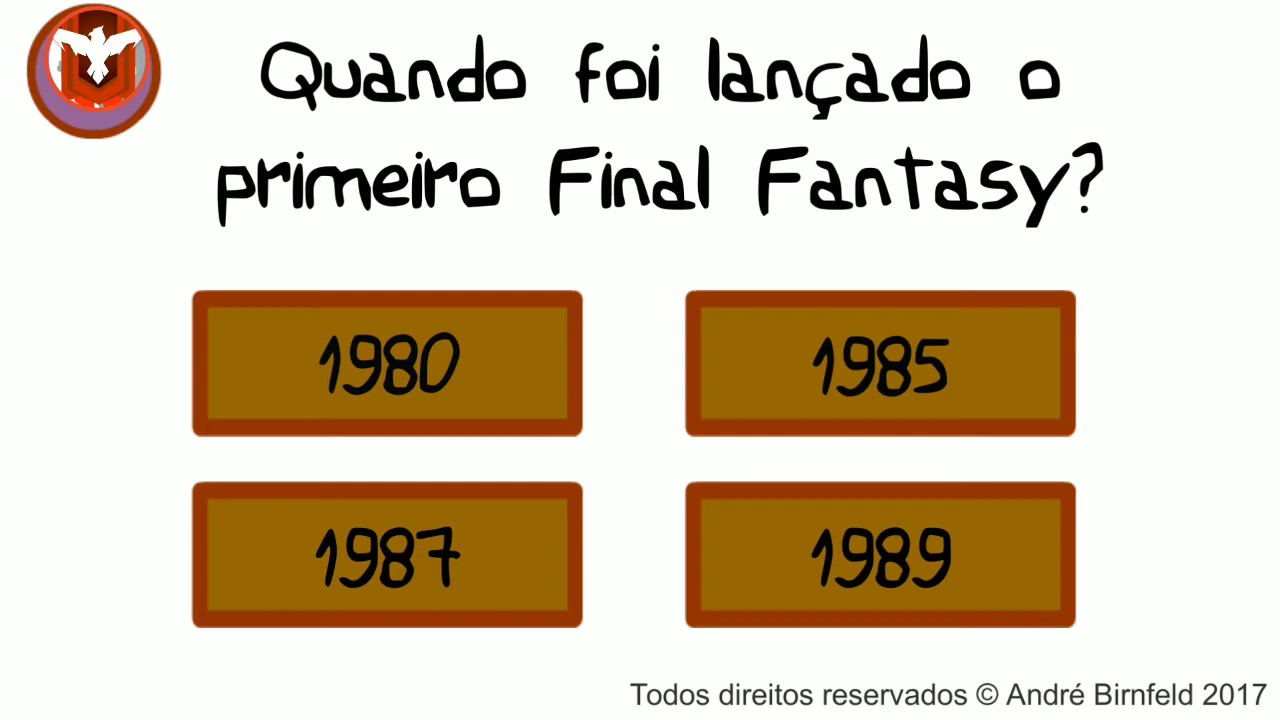 Quando foi lançado o
primeiro Final Fantasy?
1980
1985
1987
1989
Todos direitos reservados © André Birnfeld 2017